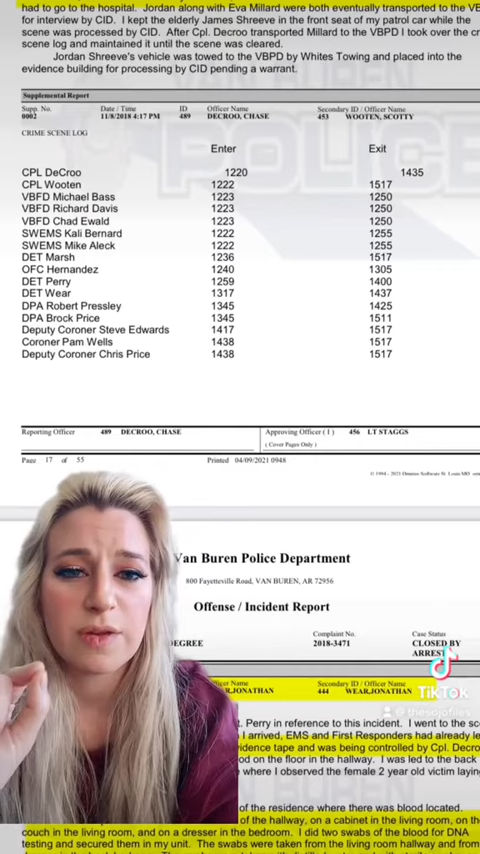 had to go to the hospital. Jordan along with Eva Millard were both eventually transported to the VB
for interview by CID. I kept the elderly James Shreeve in the front seat of my patrol car while the
scene was processed by CID. After Cpl. Decroo transported Millard to the VBPD I took over the cr
scene log and maintained it until the scene was cleared.
Jordan Shreeve's vehicle was towed to the VBPD by Whites Towing and placed into the
evidence building for processing by CID pending a warrant.
Supplemental Report
Supp. No. Date / Time ID Officer Name Secondary ID / Officer Name
0002 11/8/2018 4:17 PM 489 DECROO, CHASE 453 WOOTEN, SCOTTY
CRIME SCENE LOG
Enter Exit
CPL DeCroo 1220 1435
CPL Wooten 1222 1517
VBFD Michael Bass 1223 1250
VBFD Richard Davis 1223 1250
VBFD Chad Ewald 1223 1250
SWEMS Kali Bernard 1222 1255
SWEMS Mike Aleck 1222 1255
DET Marsh 1236 1517
OFC Hernandez 1240 1305
DET Perry 1259 1400
DET Wear 1317 1437
DPA Robert Pressley 1345 1425
DPA Brock Price 1345 1511
Deputy Coroner Steve Edwards 1417 1517
Coroner Pam Wells 1438 1517
Deputy Coroner Chris Price 1438 1517
Reporting Officer 489 DECROO, CHASE Approving Officer ( 1 ) 456 LT STAGGS
( Cover Pages Only )
Page 17 of 55 Printed 04/09/2021 0948
Van Buren Police Department
800 Fayetteville Road, VAN BUREN, AR 72956
Offense / Incident Report
Complaint No. Case Status
EGREE 2018-3471 CLOSED BY
ARREST
ficer Name Secondary ID / Officer Name
R,JONATHAN 444 WEAR,JONATHAN
TikTok
@thesojofiles
t. Perry in reference to this incident. I went to the sc
I arrived, EMS and First Responders had already le
idence tape and was being controlled by Cpl. Decro
od on the floor in the hallway. I was led to the back
where I observed the female 2 year old victim layin
of the residence where there was blood located.
of the hallway, on a cabinet in the living room, on th
couch in the living room, and on a dresser in the bedroom. I did two swabs of the blood for DNA
testing and secured them in my unit. The swabs were taken from the living room hallway and from